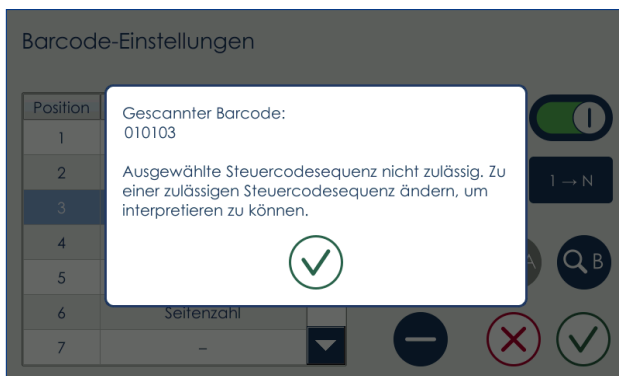 Barcode-Einstellungen
Position
1
2
3
4
5
6
7
Seitenzahl
–
Gescannter Barcode:
010103
Ausgewählte Steuercodesequenz nicht zulässig. Zu
einer zulässigen Steuercodesequenz ändern, um
interpretieren zu können.
I
1 → N
A
B